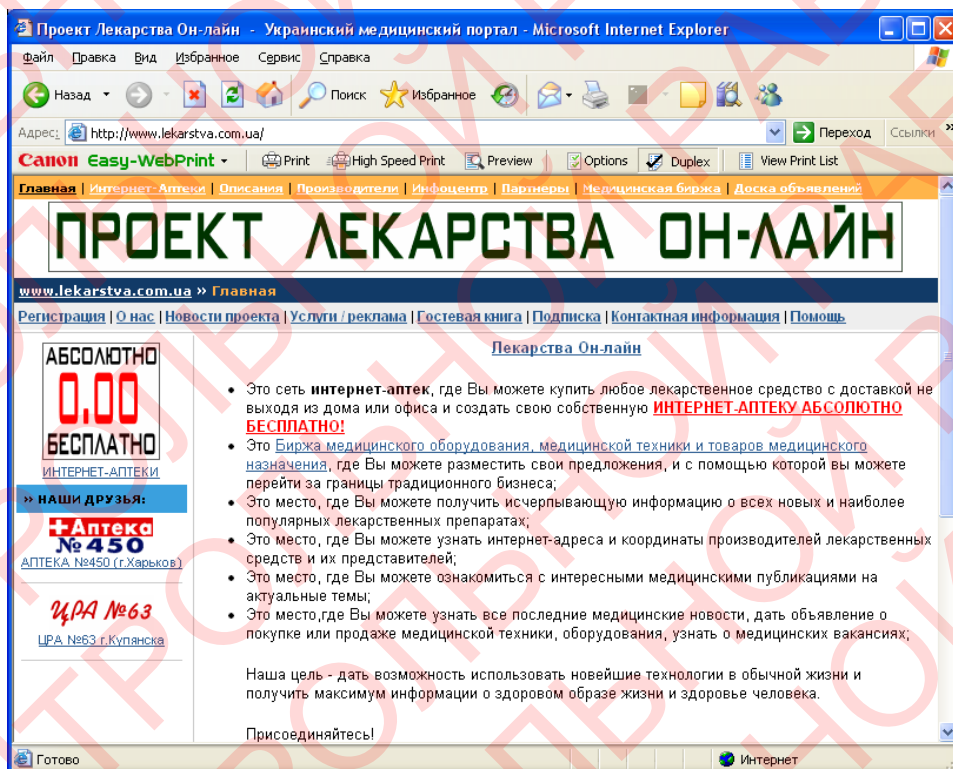 Проект Лекарства Он-лайн - Украинский медицинский портал - Microsoft Internet Explorer
Файл Правка Вид Избранное Сервис Справка
Назад Поиск Избранное
Адрес: http://www.lekarstva.com.ua/ Переход Ссылки »
Canon Easy-WebPrint Print High Speed Print Preview Options Duplex View Print List
Главная | Интернет-Аптеки | Описания | Производители | Инфоцентр | Партнеры | Медицинская биржа | Доска объявлений
ПРОЕКТ ЛЕКАРСТВА ОН-ЛАЙН
www.lekarstva.com.ua » Главная
Регистрация | О нас | Новости проекта | Услуги / реклама | Гостевая книга | Подписка | Контактная информация | Помощь
АБСОЛЮТНО
0.00
БЕСПЛАТНО
ИНТЕРНЕТ-АПТЕКИ
» НАШИ ДРУЗЬЯ:
Аптека
№450
АПТЕКА №450 (г.Харьков)
ЦРА №63
ЦРА №63 г.Купянска
Лекарства Он-лайн
• Это сеть интернет-аптек, где Вы можете купить любое лекарственное средство с доставкой не
выходя из дома или офиса и создать свою собственную ИНТЕРНЕТ-АПТЕКУ АБСОЛЮТНО
БЕСПЛАТНО!
• Это Биржа медицинского оборудования, медицинской техники и товаров медицинского
назначения, где Вы можете разместить свои предложения, и с помощью которой вы можете
перейти за границы традиционного бизнеса;
• Это место, где Вы можете получить исчерпывающую информацию о всех новых и наиболее
популярных лекарственных препаратах;
• Это место, где Вы можете узнать интернет-адреса и координаты производителей лекарственных
средств и их представителей;
• Это место, где Вы можете ознакомиться с интересными медицинскими публикациями на
актуальные темы;
• Это место,где Вы можете узнать все последние медицинские новости, дать объявление о
покупке или продаже медицинской техники, оборудования, узнать о медицинских вакансиях;
Наша цель - дать возможность использовать новейшие технологии в обычной жизни и
получить максимум информации о здоровом образе жизни и здоровье человека.
Присоединяйтесь!
Готово Интернет